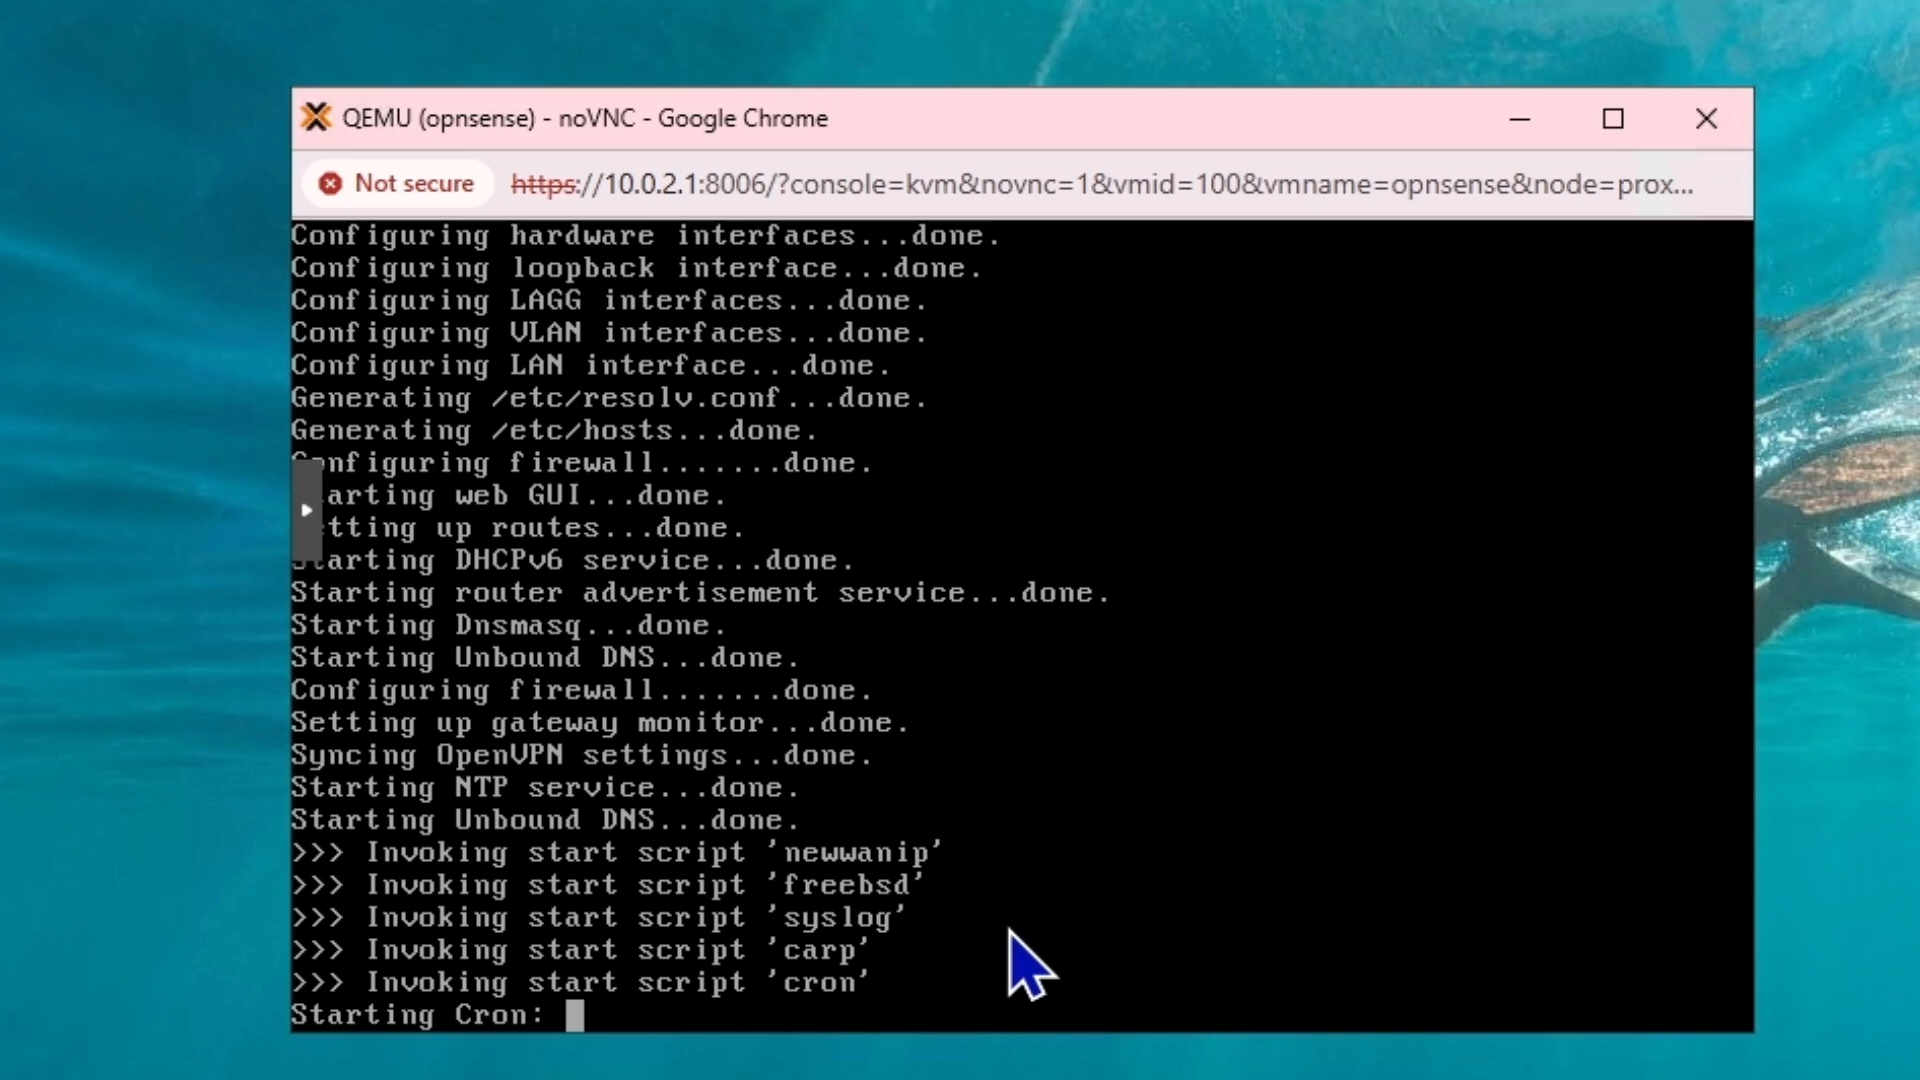 QEMU (opnsense) - noVNC - Google Chrome
Not secure
https://10.0.2.1:8006/?console=kvm&novnc=1&vmid=100&vmname=opnsense&node=prox...
Configuring hardware interfaces...done.
Configuring loopback interface...done.
Configuring LAGG interfaces...done.
Configuring VLAN interfaces...done.
Configuring LAN interface...done.
Generating /etc/resolv.conf...done.
Generating /etc/hosts...done.
Configuring firewall.......done.
arting web GUI...done.
tting up routes...done.
Starting DHCPv6 service...done.
Starting router advertisement service...done.
Starting Dnsmasq...done.
Starting Unbound DNS...done.
Configuring firewall.......done.
Setting up gateway monitor...done.
Syncing OpenVPN settings...done.
Starting NTP service...done.
Starting Unbound DNS...done.
>>> Invoking start script 'newwanip'
>>> Invoking start script 'freebsd'
>>> Invoking start script 'syslog'
>>> Invoking start script 'carp'
>>> Invoking start script 'cron'
Starting Cron: